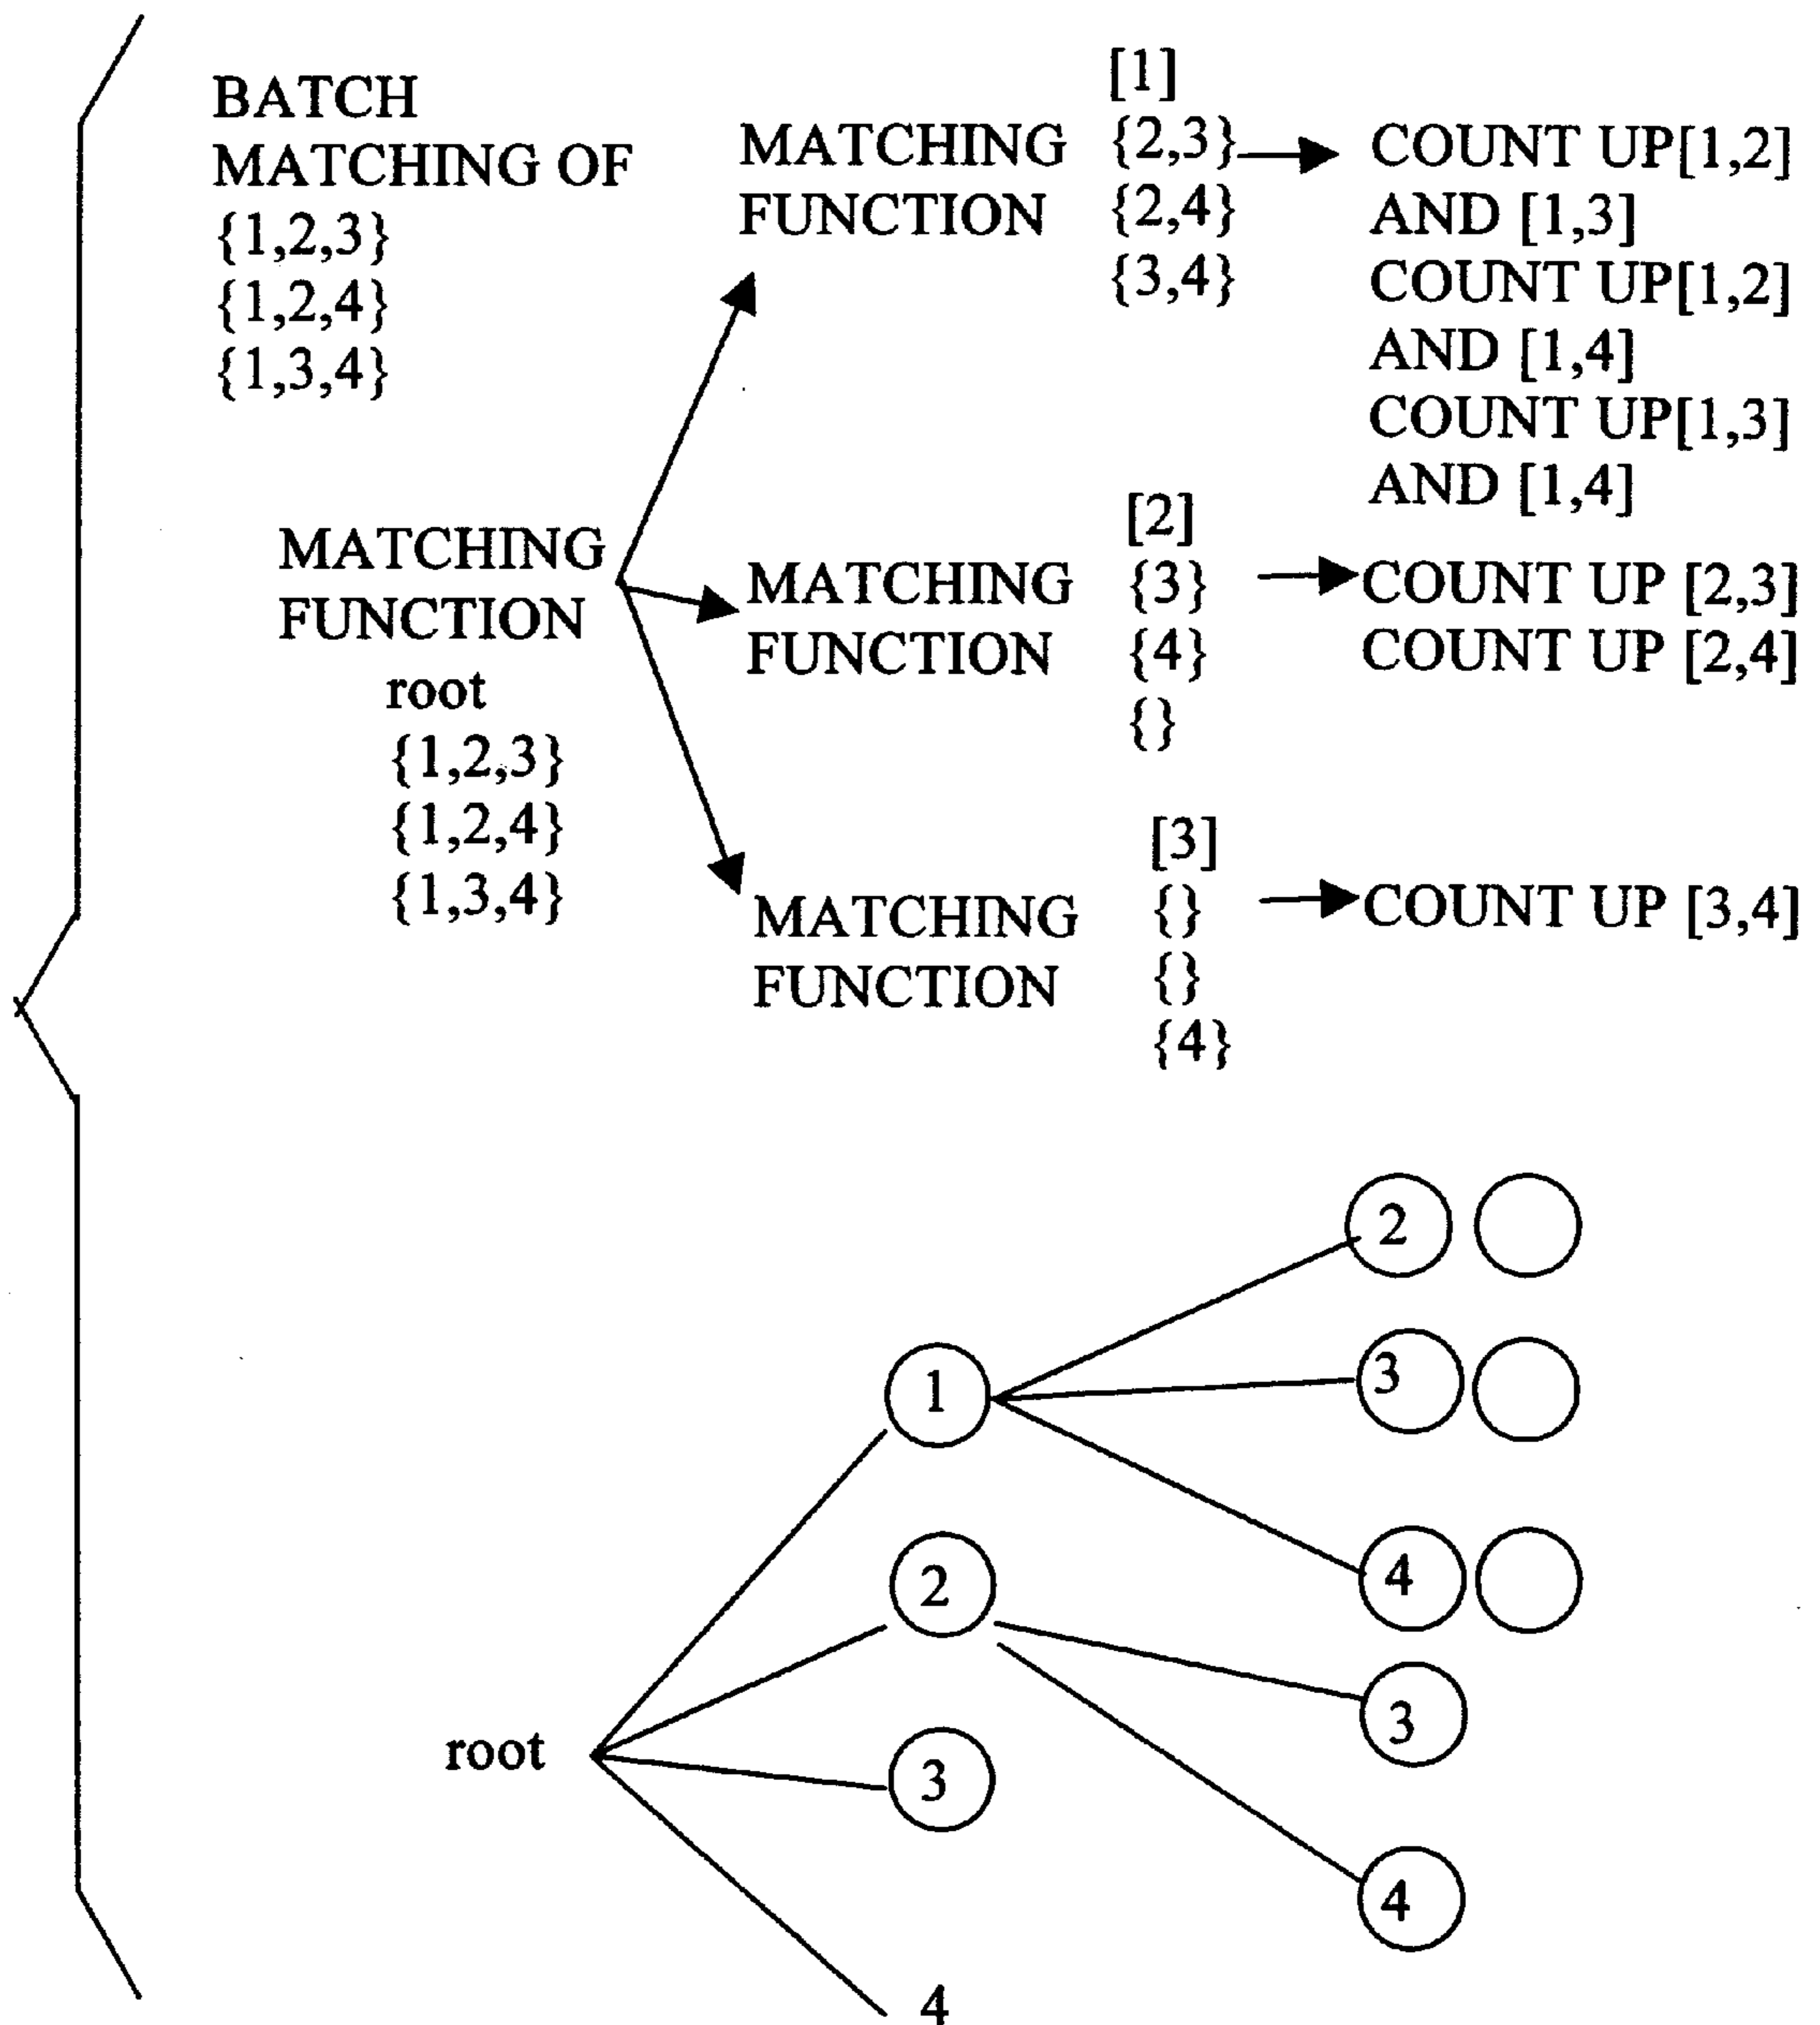 BATCH
MATCHING OF
{1,2,3}
{1,2,4}
{1,3,4}
MATCHING
FUNCTION
root
{1,2,3}
{1,2,4}
{1,3,4}
[1]
MATCHING {2,3}
FUNCTION {2,4}
{3,4}
COUNT UP[1,2]
AND [1,3]
COUNT UP[1,2]
AND [1,4]
COUNT UP[1,3]
AND [1,4]
[2]
MATCHING {3}
FUNCTION {4}
{}
COUNT UP [2,3]
COUNT UP [2,4]
[3]
MATCHING {}
FUNCTION {}
{4}
COUNT UP [3,4]
root
1
2
3
4
2
3
4
3
4